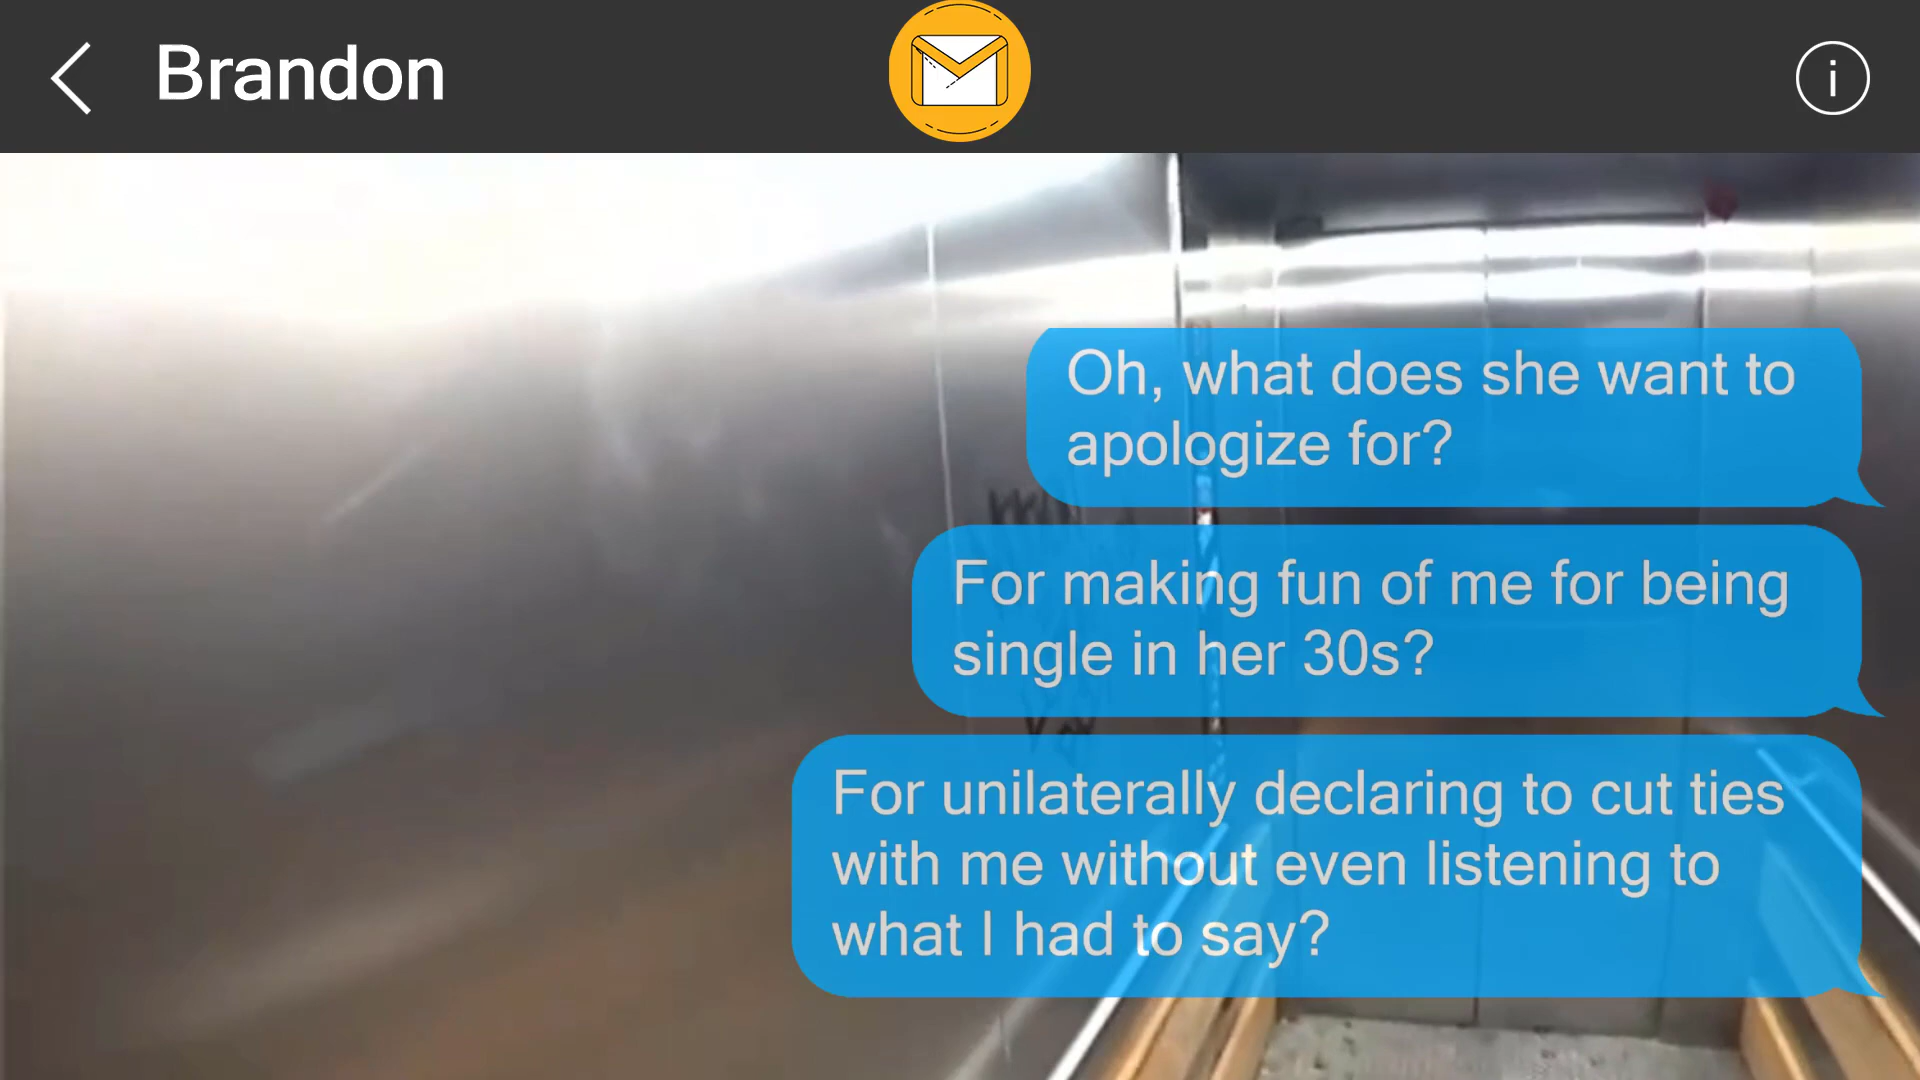 Brandon
Oh, what does she want to
apologize for?
For making fun of me for being
single in her 30s?
For unilaterally declaring to cut ties
with me without even listening to
what I had to say?